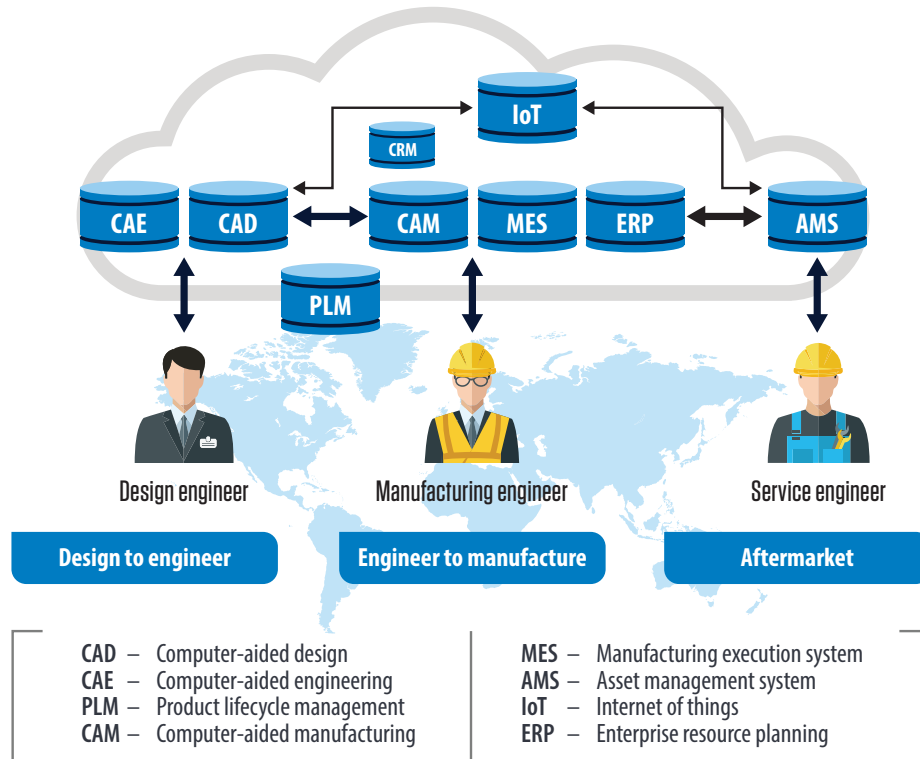 IoT
CRM
CAE
CAD
CAM
MES
ERP
AMS
PLM
Design engineer
Manufacturing engineer
Service engineer
Design to engineer
Engineer to manufacture
Aftermarket
CAD – Computer-aided design
CAE – Computer-aided engineering
PLM – Product lifecycle management
CAM – Computer-aided manufacturing
MES – Manufacturing execution system
AMS – Asset management system
IoT – Internet of things
ERP – Enterprise resource planning